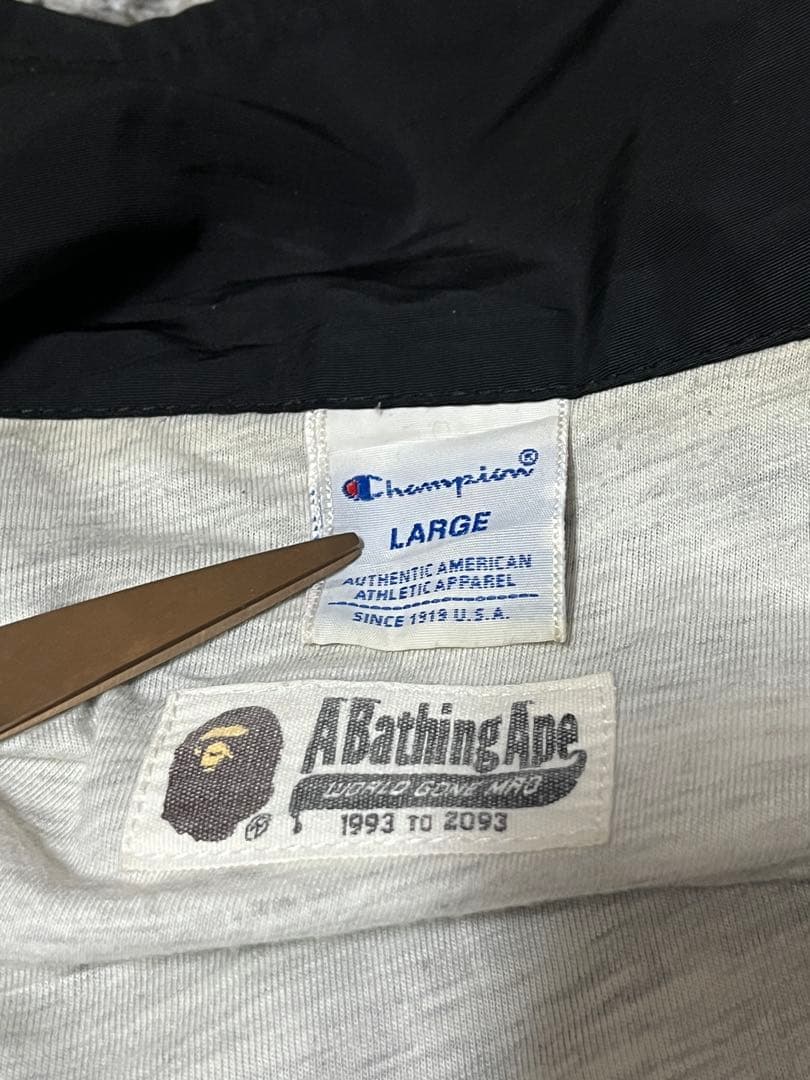 Champion®
LARGE
AUTHENTIC AMERICAN
ATHLETIC APPAREL
SINCE 1919 U.S.A.
A Bathing Ape
WORLD GONE MAD
1993 TO 2093